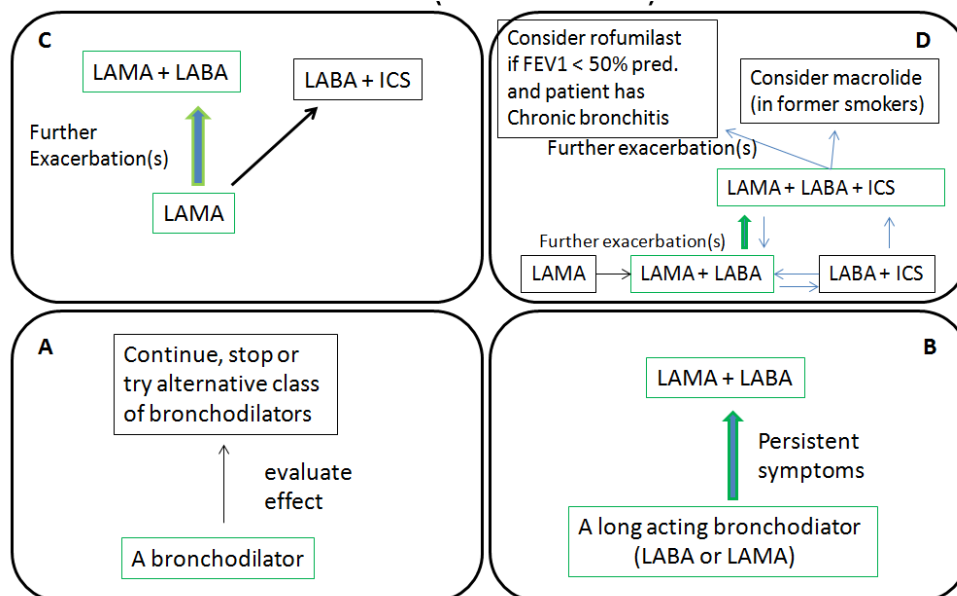 C
LAMA + LABA
LABA + ICS
Further
Exacerbation(s)
LAMA
D
Consider rofumilast
if FEV1 < 50% pred.
and patient has
Chronic bronchitis
Consider macrolide
(in former smokers)
Further exacerbation(s)
LAMA + LABA + ICS
Further exacerbation(s)
LAMA
LAMA + LABA
LABA + ICS
A
Continue, stop or
try alternative class
of bronchodilators
evaluate
effect
A bronchodilator
B
LAMA + LABA
Persistent
symptoms
A long acting bronchodiator
(LABA or LAMA)